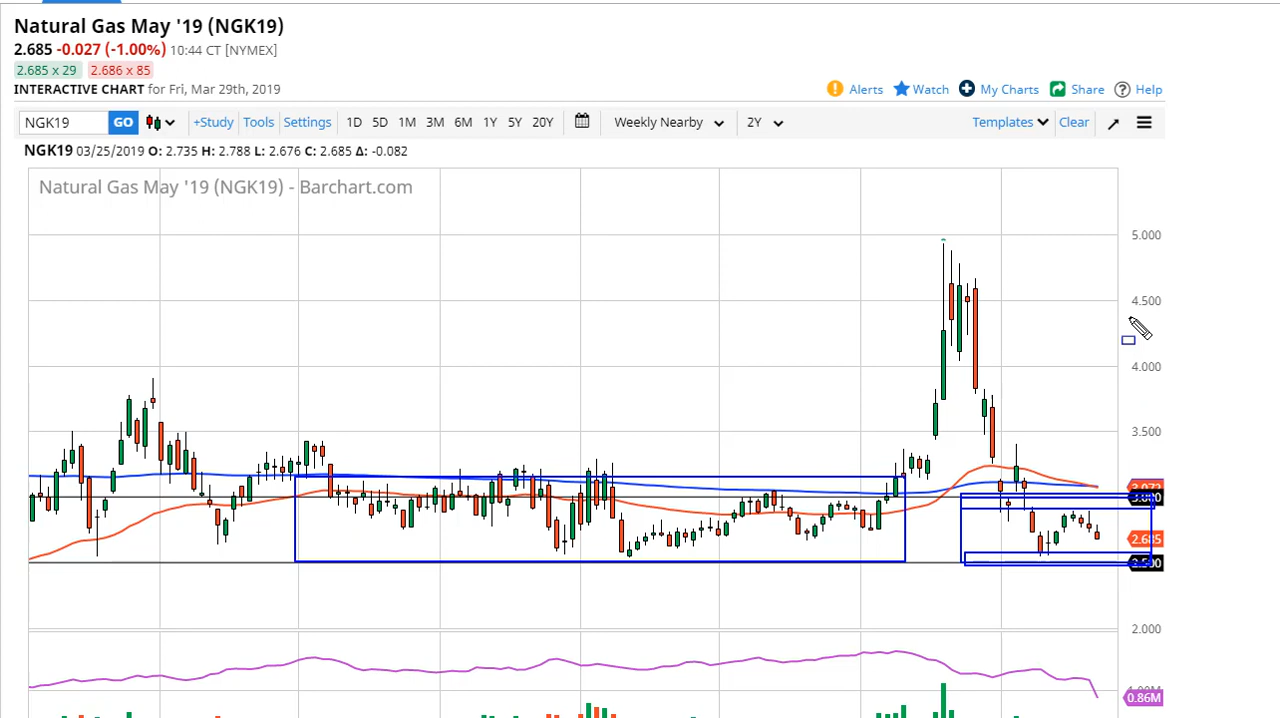 Natural Gas May '19 (NGK19)
2.685 -0.027 (-1.00%) 10:44 CT [NYMEX]
2.685 x 29 2.686 x 85
INTERACTIVE CHART for Fri, Mar 29th, 2019
Alerts Watch My Charts Share Help
NGK19 GO +Study Tools Settings 1D 5D 1M 3M 6M 1Y 5Y 20Y Weekly Nearby 2Y Templates Clear
NGK19 03/25/2019 O: 2.735 H: 2.788 L: 2.676 C: 2.685 Δ: -0.082
Natural Gas May '19 (NGK19) - Barchart.com
5.000
4.500
4.000
3.500
2.000
0.86M